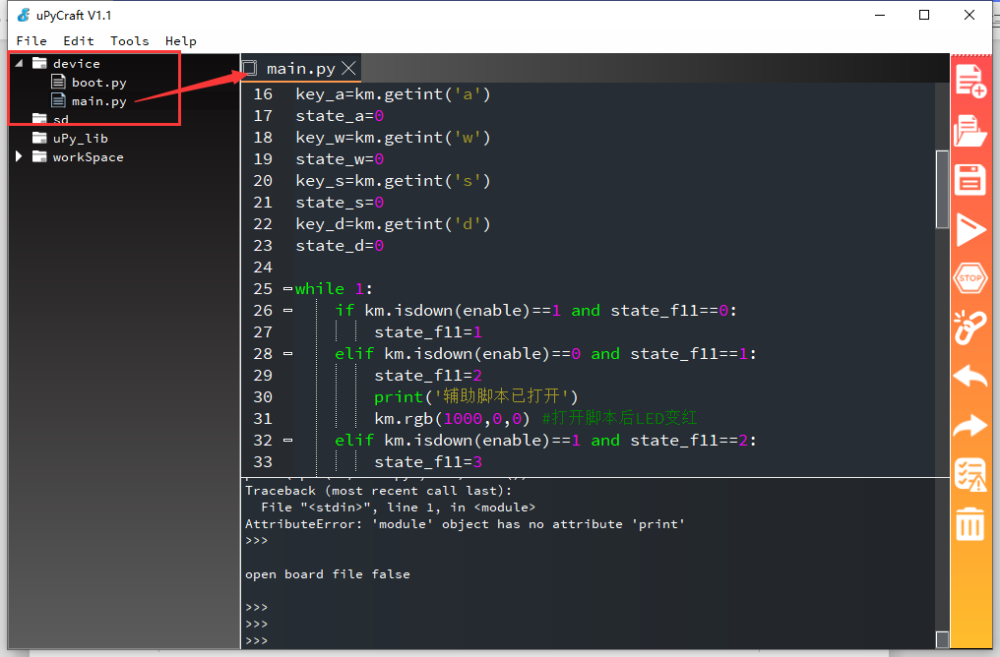 uPyCraft V1.1
File Edit Tools Help
device
boot.py
main.py
sd
uPy_lib
workSpace
main.py
16 key_a=km.getint('a')
17 state_a=0
18 key_w=km.getint('w')
19 state_w=0
20 key_s=km.getint('s')
21 state_s=0
22 key_d=km.getint('d')
23 state_d=0
24
25 while 1:
26 if km.isdown(enable)==1 and state_f11==0:
27 state_f11=1
28 elif km.isdown(enable)==0 and state_f11==1:
29 state_f11=2
30 print('辅助脚本已打开')
31 km.rgb(1000,0,0) #打开脚本后LED变红
32 elif km.isdown(enable)==1 and state_f11==2:
33 state_f11=3
Traceback (most recent call last):
File "<stdin>", line 1, in <module>
AttributeError: 'module' object has no attribute 'print'
>>>
open board file false
>>>
>>>
>>>
STOP